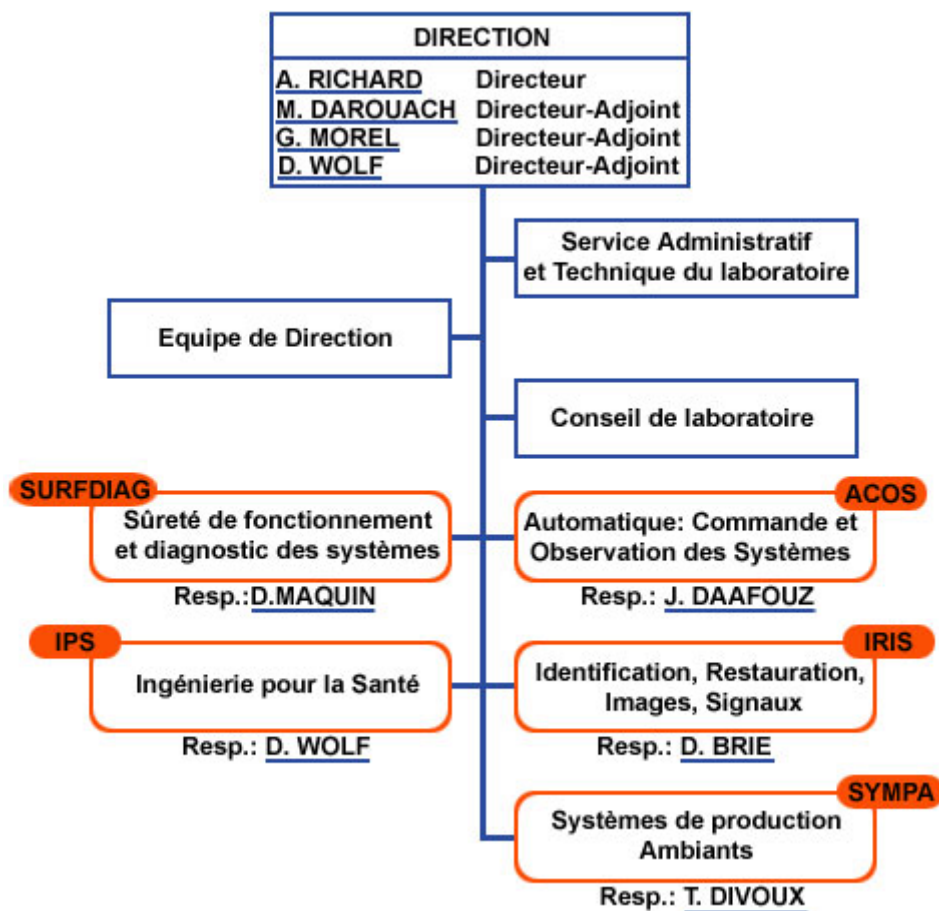 DIRECTION
A. RICHARD Directeur
M. DAROUACH Directeur-Adjoint
G. MOREL Directeur-Adjoint
D. WOLF Directeur-Adjoint
Service Administratif
et Technique du laboratoire
Equipe de Direction
Conseil de laboratoire
SURFDIAG
Sûreté de fonctionnement
et diagnostic des systèmes
Resp.:D.MAQUIN
ACOS
Automatique: Commande et
Observation des Systèmes
Resp.: J. DAAFOUZ
IPS
Ingénierie pour la Santé
Resp.: D. WOLF
IRIS
Identification, Restauration,
Images, Signaux
Resp.: D. BRIE
SYMPA
Systèmes de production
Ambiants
Resp.: T. DIVOUX